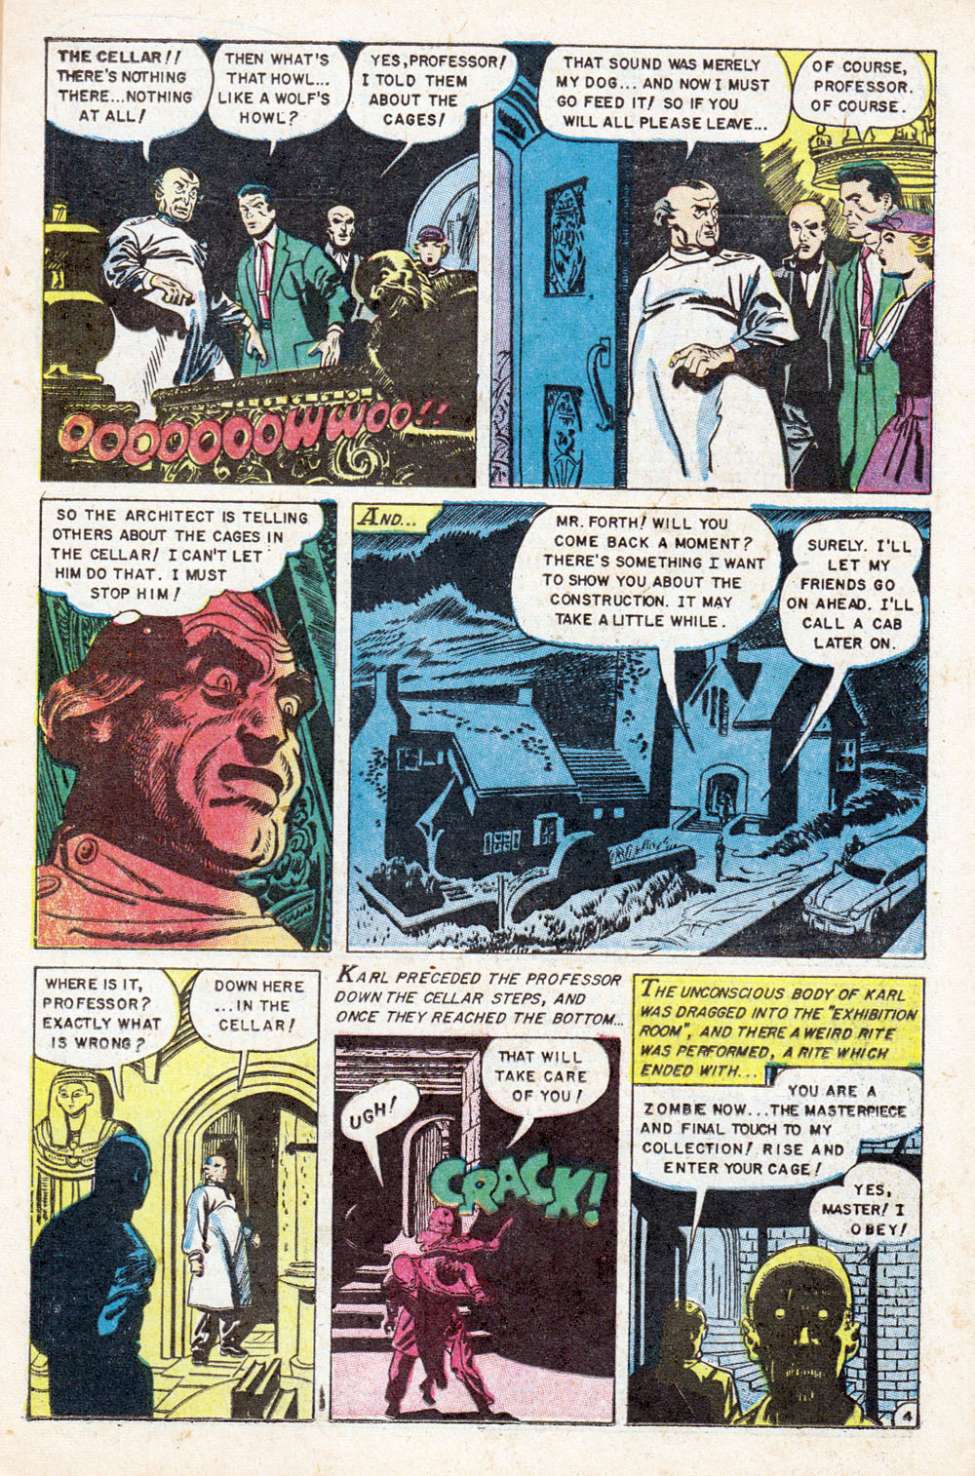 THE CELLAR!!
THERE'S NOTHING
THERE...NOTHING
AT ALL!
THEN WHAT'S
THAT HOWL...
LIKE A WOLF'S
HOWL?
YES, PROFESSOR!
I TOLD THEM
ABOUT THE
CAGES!
OOOOOOOOWWWOO!!
THAT SOUND WAS MERELY
MY DOG... AND NOW I MUST
GO FEED IT! SO IF YOU
WILL ALL PLEASE LEAVE...
OF COURSE,
PROFESSOR.
OF COURSE.
SO THE ARCHITECT IS TELLING
OTHERS ABOUT THE CAGES IN
THE CELLAR! I CAN'T LET
HIM DO THAT. I MUST
STOP HIM!
AND...
MR. FORTH! WILL YOU
COME BACK A MOMENT?
THERE'S SOMETHING I WANT
TO SHOW YOU ABOUT THE
CONSTRUCTION. IT MAY
TAKE A LITTLE WHILE.
SURELY. I'LL
LET MY
FRIENDS GO
ON AHEAD. I'LL
CALL A CAB
LATER ON.
WHERE IS IT,
PROFESSOR?
EXACTLY WHAT
IS WRONG?
DOWN HERE
...IN THE
CELLAR!
KARL PRECEDED THE PROFESSOR
DOWN THE CELLAR STEPS, AND
ONCE THEY REACHED THE BOTTOM...
UGH!
THAT WILL
TAKE CARE
OF YOU!
CRACK!
THE UNCONSCIOUS BODY OF KARL
WAS DRAGGED INTO THE "EXHIBITION
ROOM", AND THERE A WEIRD RITE
WAS PERFORMED, A RITE WHICH
ENDED WITH...
YOU ARE A
ZOMBIE NOW...THE MASTERPIECE
AND FINAL TOUCH TO MY
COLLECTION! RISE AND
ENTER YOUR CAGE!
YES,
MASTER! I
OBEY!
4